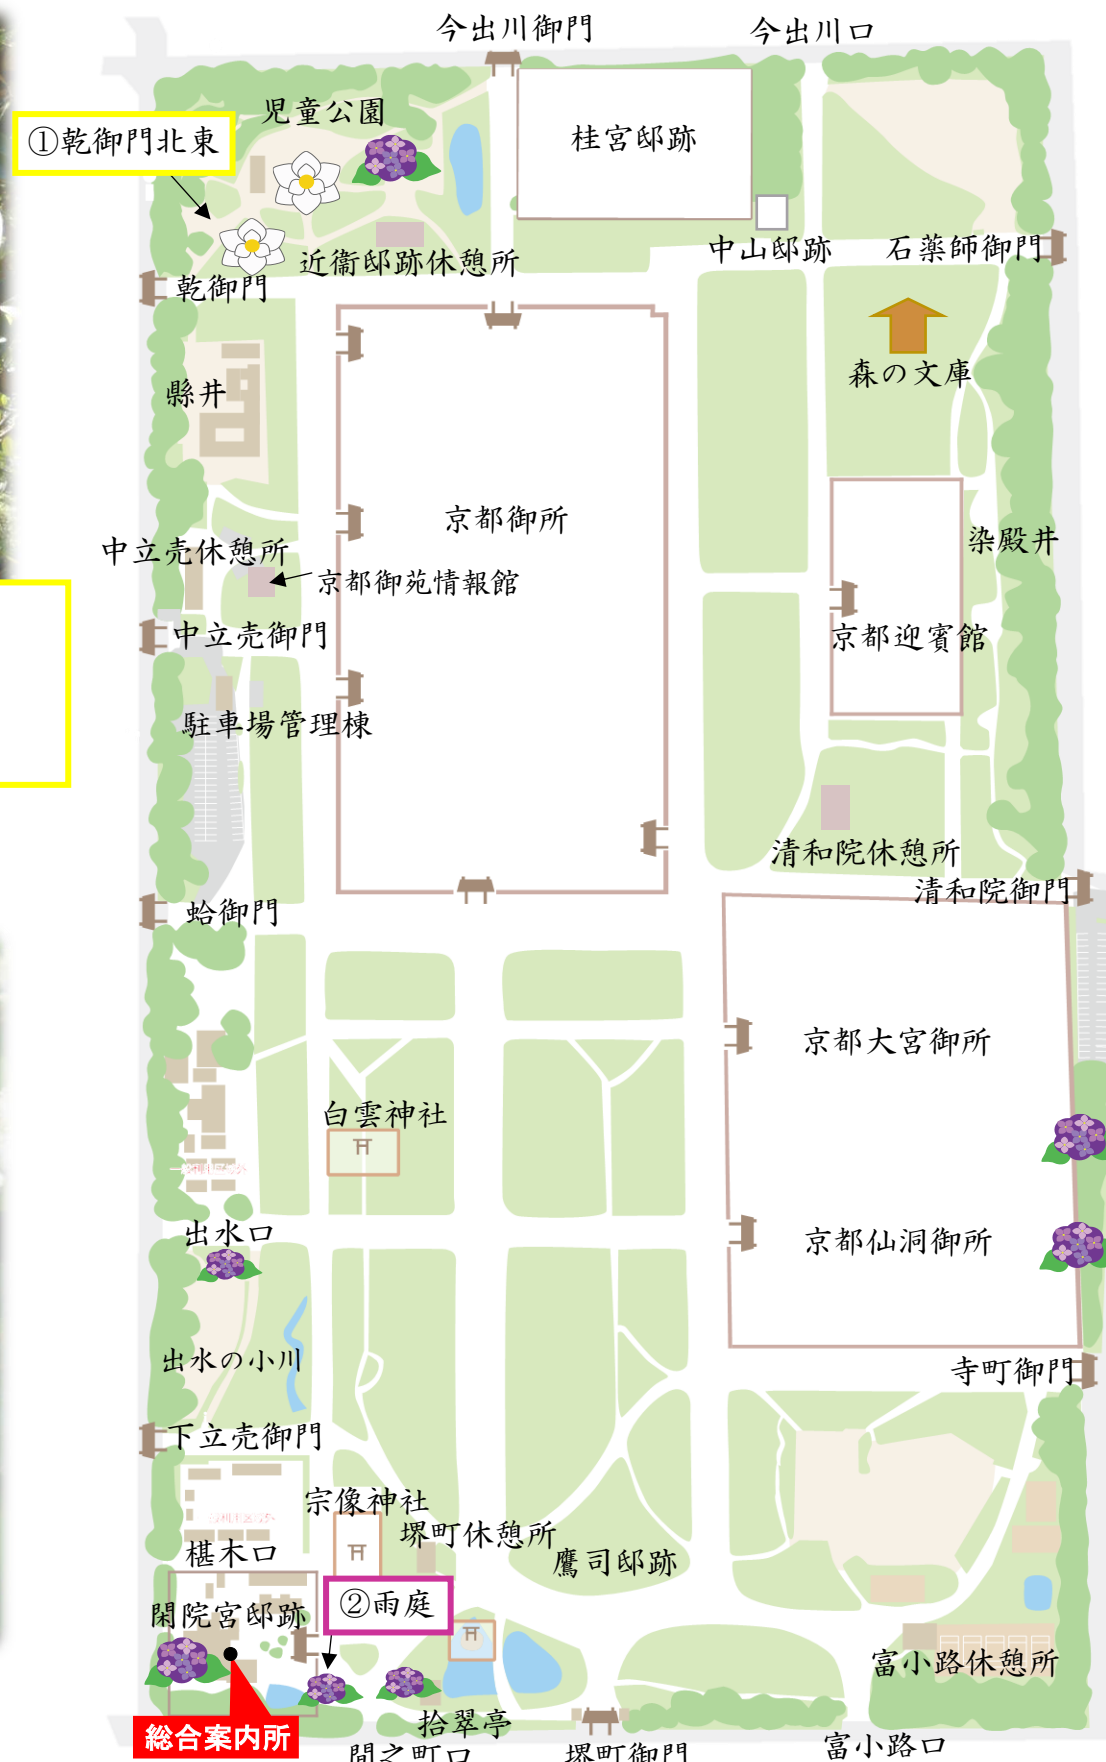 今出川御門
今出川口
児童公園
①乾御門北東
桂宮邸跡
近衞邸跡休憩所
中山邸跡
石薬師御門
乾御門
森の文庫
縣井
京都御所
染殿井
中立売休憩所
京都御苑情報館
中立売御門
京都迎賓館
駐車場管理棟
清和院休憩所
清和院御門
蛤御門
京都大宮御所
白雲神社
出水口
京都仙洞御所
出水の小川
寺町御門
下立売御門
宗像神社
堺町休憩所
椹木口
鷹司邸跡
②雨庭
閑院宮邸跡
富小路休憩所
拾翠亭
総合案内所
間之町口
堺町御門
富小路口